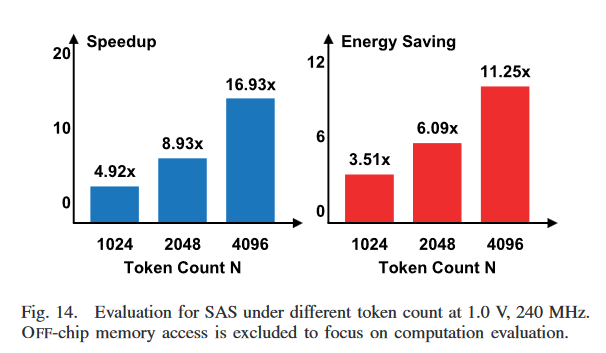 Speedup
20
10
0
4.92x
8.93x
16.93x
1024 2048 4096
Token Count N
Energy Saving
12
6
0
3.51x
6.09x
11.25x
1024 2048 4096
Token Count N
Fig. 14. Evaluation for SAS under different token count at 1.0 V, 240 MHz.
OFF-chip memory access is excluded to focus on computation evaluation.